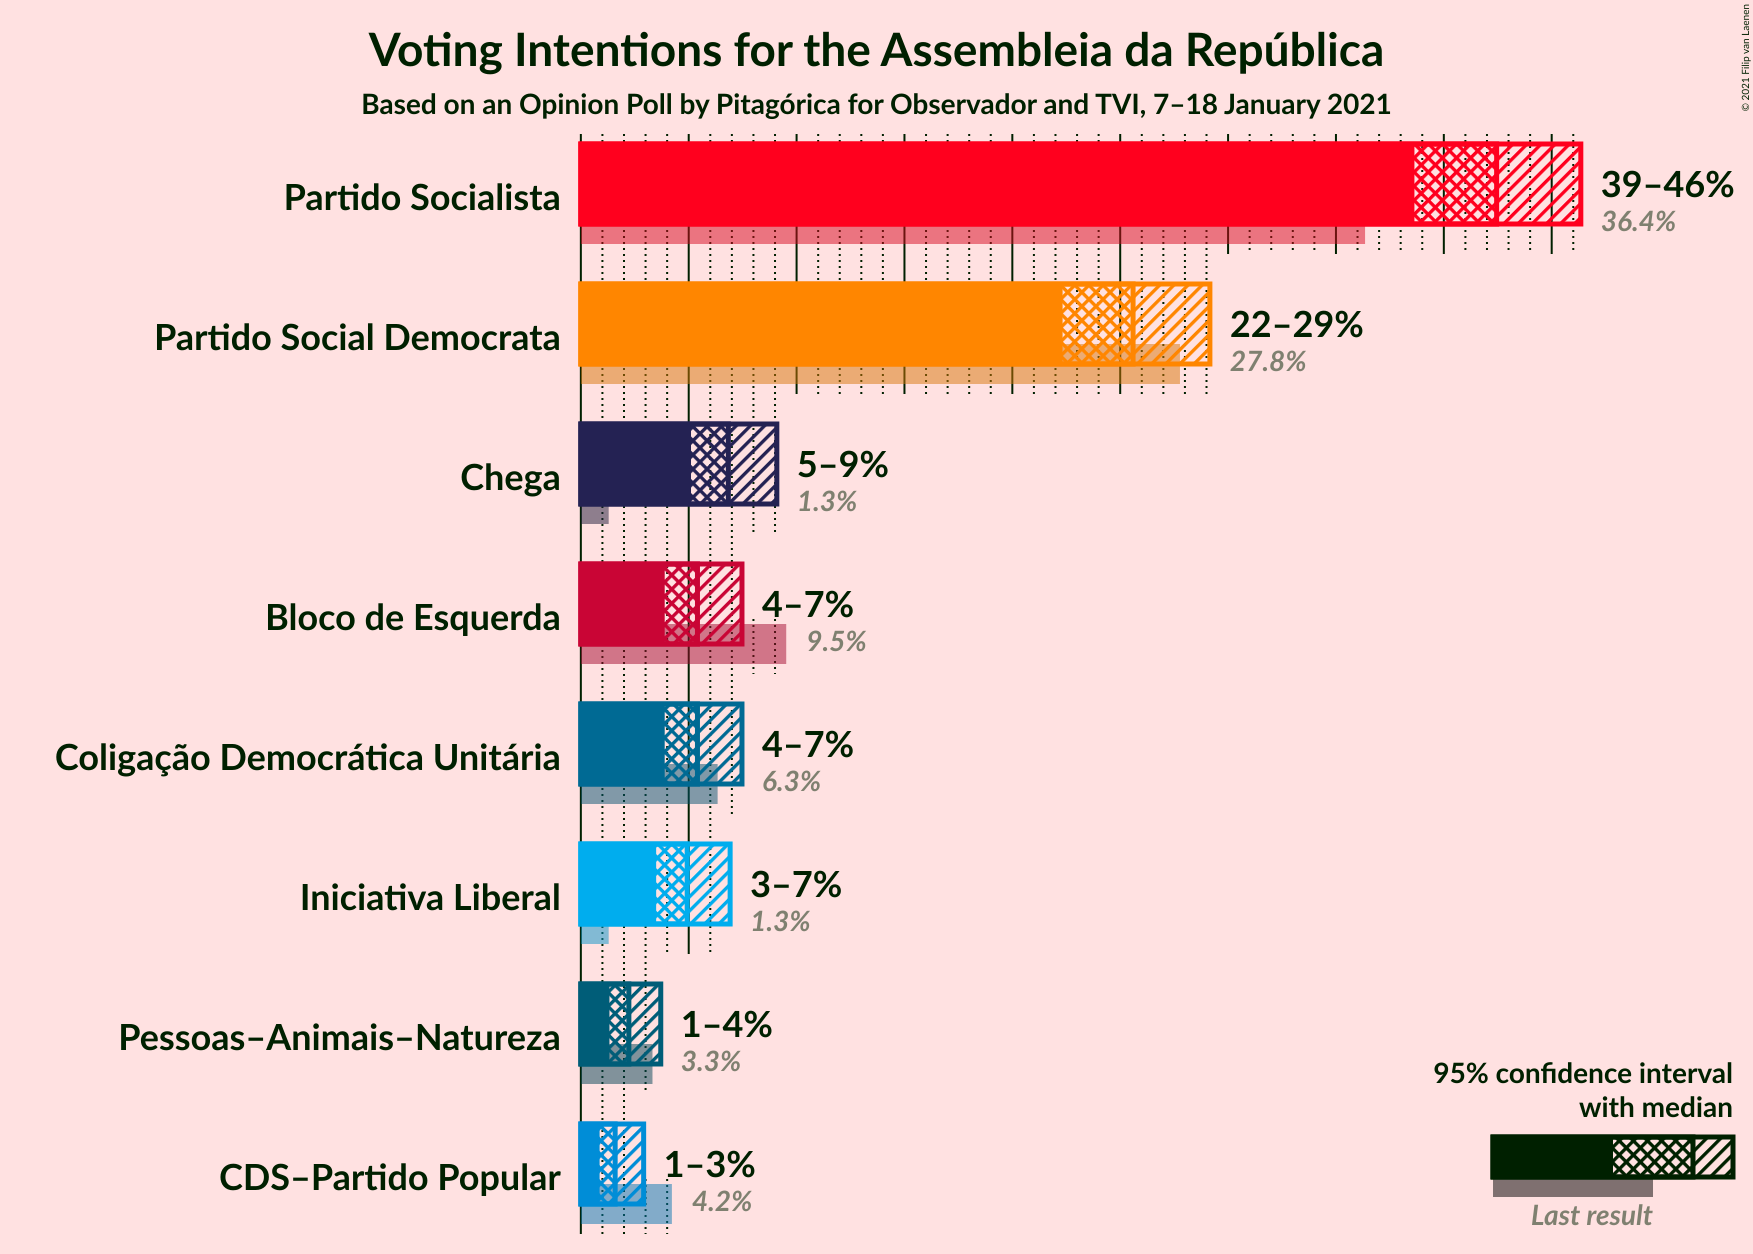 Voting Intentions for the Assembleia da República
Based on an Opinion Poll by Pitagórica for Observador and TVI, 7–18 January 2021
© 2021 Filip van Laenen
Partido Socialista
39–46%
36.4%
Partido Social Democrata
22–29%
27.8%
Chega
5–9%
1.3%
Bloco de Esquerda
4–7%
9.5%
Coligação Democrática Unitária
4–7%
6.3%
Iniciativa Liberal
3–7%
1.3%
Pessoas–Animais–Natureza
1–4%
3.3%
CDS–Partido Popular
1–3%
4.2%
95% confidence interval
with median
Last result